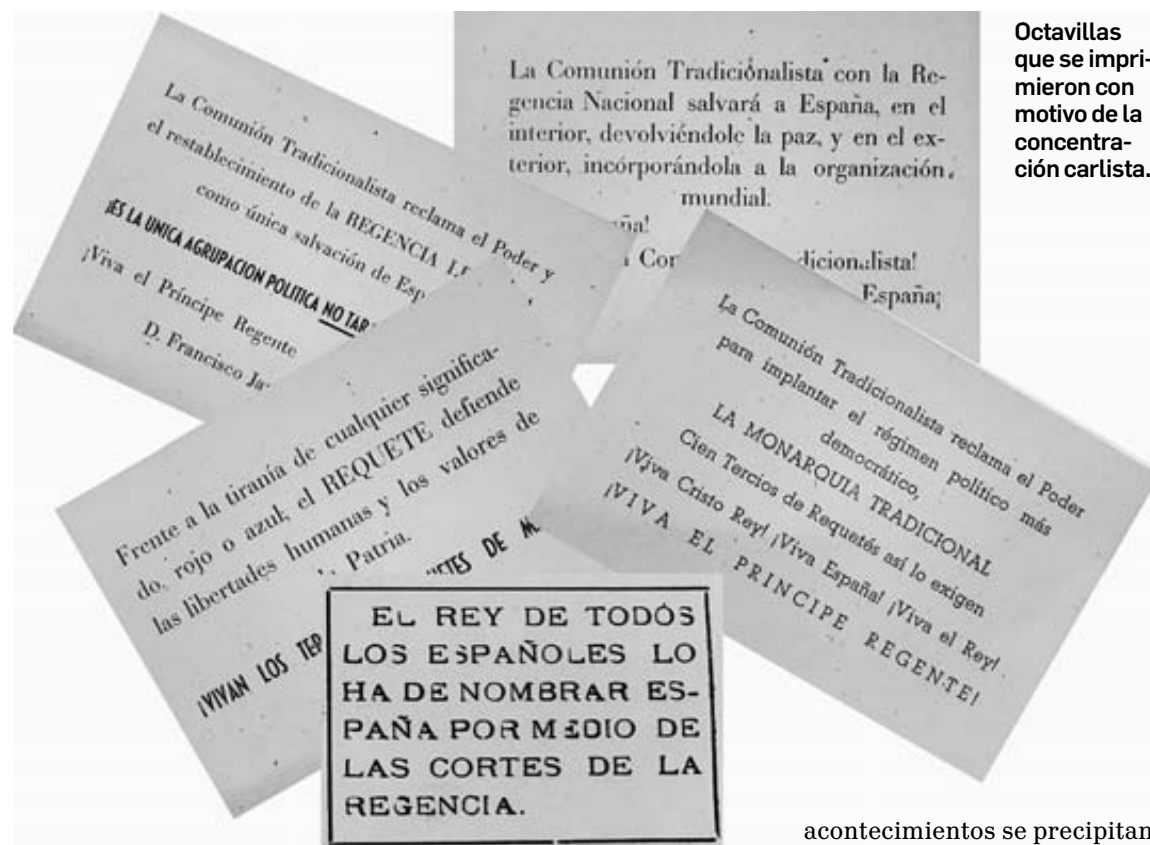 La Comunión Tradicionalista reclama el Poder y
el restablecimiento de la REGENCIA
como única salvación de
¡ES LA UNICA AGRUPACION POLITICA NO
¡Viva el Príncipe Regente
D. Francisco
La Comunión Tradicionalista con la Re-
gencia Nacional salvará a España, en el
interior, devolviéndole la paz, y en el ex-
terior, incórporándola a la organización
mundial.
España;
Octavillas
que se impri-
mieron con
motivo de la
concentra-
ción carlista.
Frente a la tiranía de cualquier significa-
do, rojo o azul, el REQUETE defiende
las libertades humanas y los valores de
Patria.
¡VIVAN LOS DE
La Comunión Tradicionalista reclama el Poder
para implantar el régimen político más
democrático,
LA MONARQUIA TRADICIONAL
Cien Tercios de Requetés así lo exigen
¡Viva Cristo Rey! ¡Viva España! ¡Viva el Rey!
¡VIVA EL PRINCIPE REGENTE!
EL REY DE TODOS
LOS ESPAÑOLES LO
HA DE NOMBRAR ES-
PAÑA POR MEDIO DE
LAS CORTES DE LA
REGENCIA.
acontecimientos se precipitan